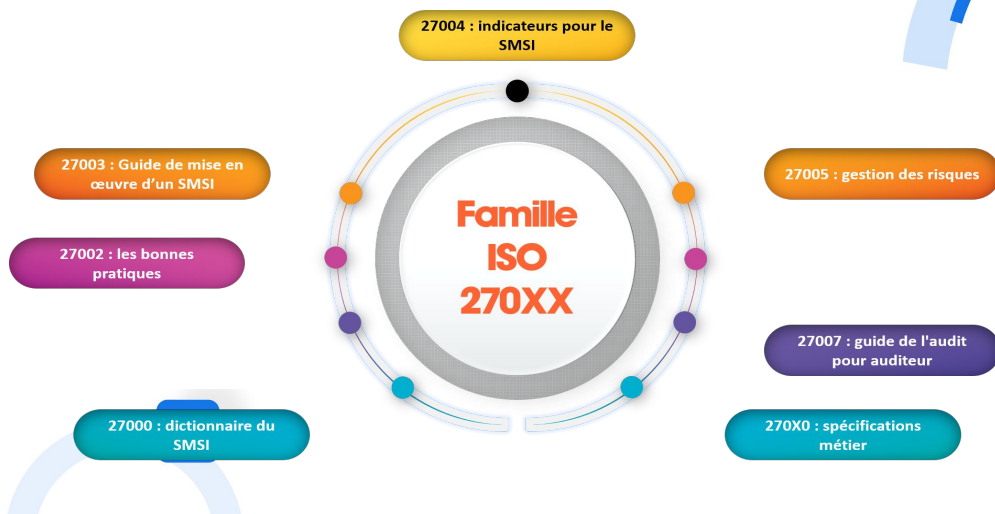 27004 : indicateurs pour le
SMSI
27003 : Guide de mise en
œuvre d’un SMSI
27005 : gestion des risques
Famille
ISO
270XX
27002 : les bonnes
pratiques
27007 : guide de l'audit
pour auditeur
27000 : dictionnaire du
SMSI
270X0 : spécifications
métier